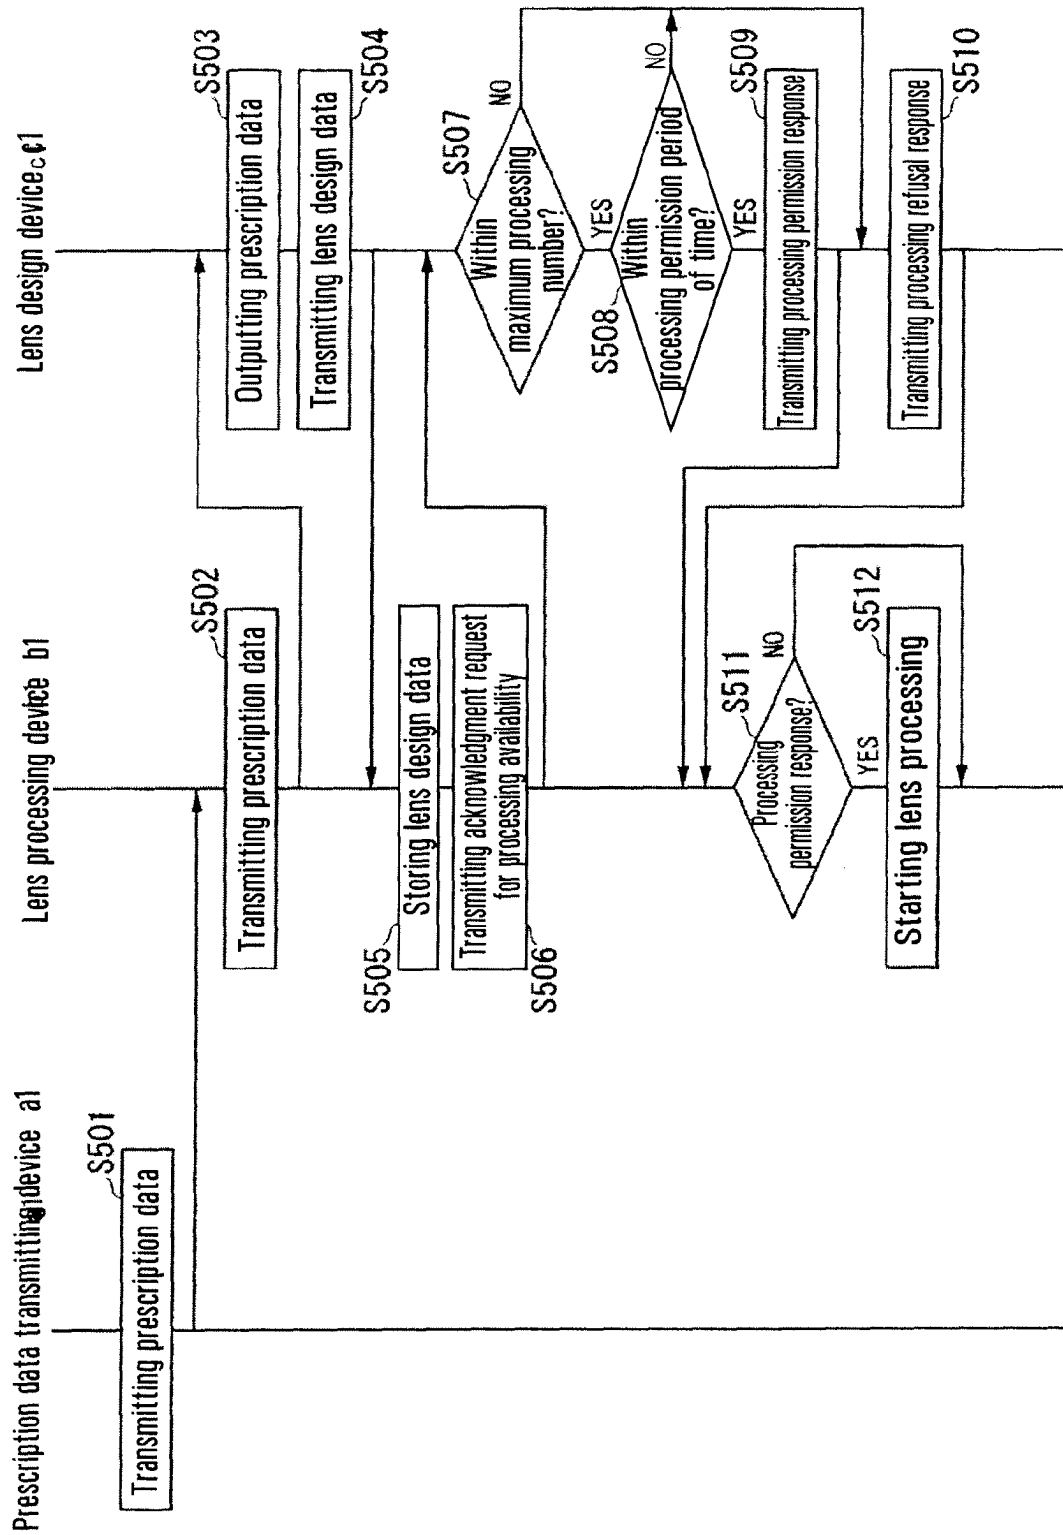 Prescription data transmitting device a1
S501
Transmitting prescription data
Lens processing device b1
S502
Transmitting prescription data
S505
Storing lens design data
Transmitting acknowledgment request
for processing availability
S506
S511
Processing
permission response?
NO
YES
S512
Starting lens processing
Lens design device c1
S503
Outputting prescription data
Transmitting lens design data
S504
S507
Within
maximum processing
number?
NO
YES
S508
Within
processing permission period
of time?
NO
YES
S509
Transmitting processing permission response
Transmitting processing refusal response
S510